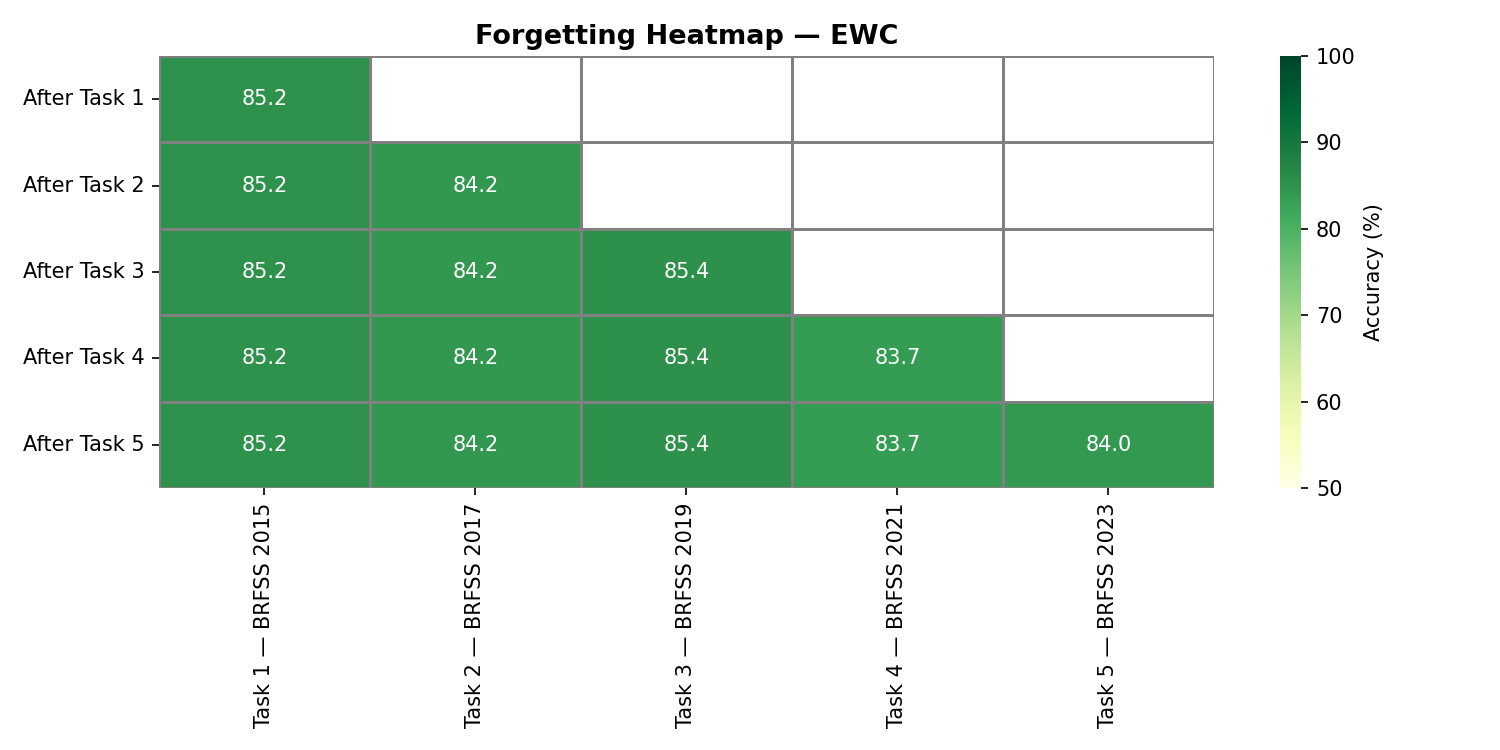 Forgetting Heatmap — EWC
After Task 1 85.2
After Task 2 85.2 84.2
After Task 3 85.2 84.2 85.4
After Task 4 85.2 84.2 85.4 83.7
After Task 5 85.2 84.2 85.4 83.7 84.0
Task 1 — BRFSS 2015
Task 2 — BRFSS 2017
Task 3 — BRFSS 2019
Task 4 — BRFSS 2021
Task 5 — BRFSS 2023
100
90
80
70
60
50
Accuracy (%)